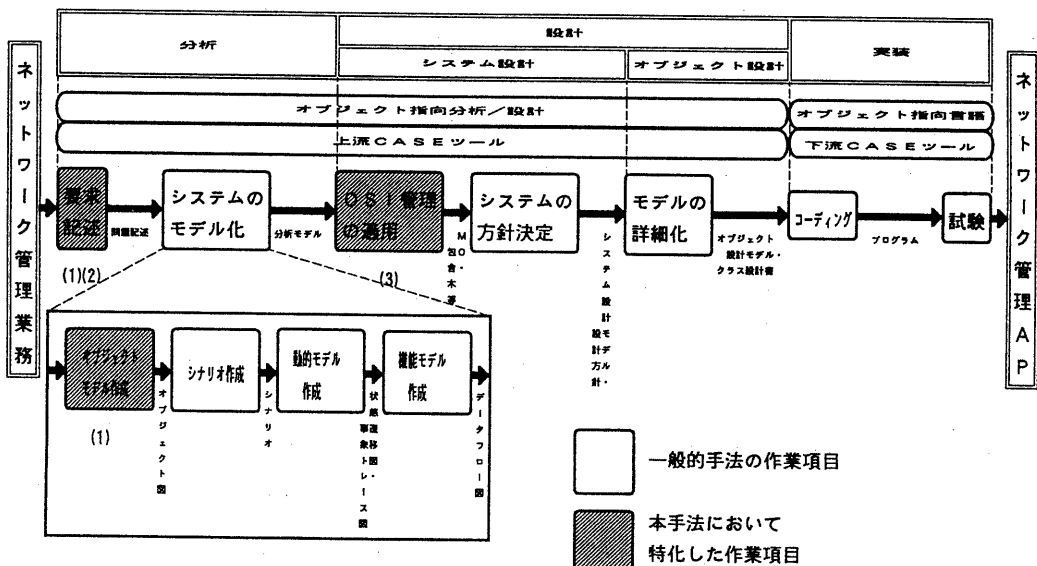 分析
設計
実装
システム設計
オブジェクト設計
オブジェクト指向分析/設計
オブジェクト指向言語
上流CASEツール
下流CASEツール
ネットワーク管理業務
要求
記述
問題記述
システムの
モデル化
分析モデル
OSI管理
の適用
MO・
包含木等
システムの
方針決定
システム設計モデル・
設計方針
モデルの
詳細化
オブジェクト
設計モデル・
クラス設計書
コーディング
プログラム
試験
ネットワーク管理AP
(1)(2)
(3)
オブジェクト
モデル作成
オブジェクト図
シナリオ作成
シナリオ
動的モデル
作成
状態遷移図・
事象トレース図
機能モデル
作成
データフロー図
(1)
一般的手法の作業項目
本手法において
特化した作業項目